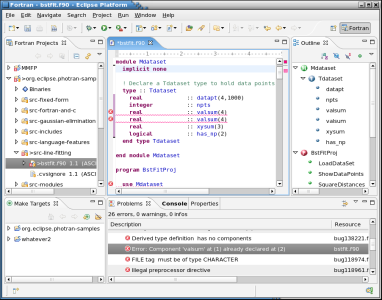 Fortran - bstfit.f90 - Eclipse Platform
File Edit Navigate Search Project Run Window Help
Fortran
Fortran Projects
MMFP
>org.eclipse.photran-samples
Binaries
src-fixed-form
src-fortran-code
src-gaussian-elimination
src-includes
src-language-features
>src-line-fitting
>bstfit.f90 1.1 (ASCI
.cvsignore 1.1 (ASCI
src-modules
*bstfit.f90
module Mdataset
implicit none
! Declare a Tdataset type to hold data points
type :: Tdataset
real :: datapt(4,1000)
integer :: npts
real :: valsum(4)
real :: valsum(4)
real :: xysum(3)
logical :: has_np(2)
end type Tdataset
end module Mdataset
program BstFitProj
use Mdataset
Outline
Mdataset
Tdataset
datapt
npts
valsum
valsum
xysum
has_np
BstFitProj
LoadDataSet
ShowDataPoints
SquareDistances
Make Targets
org.eclipse.photran-samples
whatever2
Problems Console Properties
26 errors, 0 warnings, 0 infos
Description Resource
Derived type definition has no components bug138221.
Error: Component 'valsum' at (1) already declared at (2) bstfit.f90
FILE tag must be of type CHARACTER bug118974.f
Illegal preprocessor directive bug118961.f